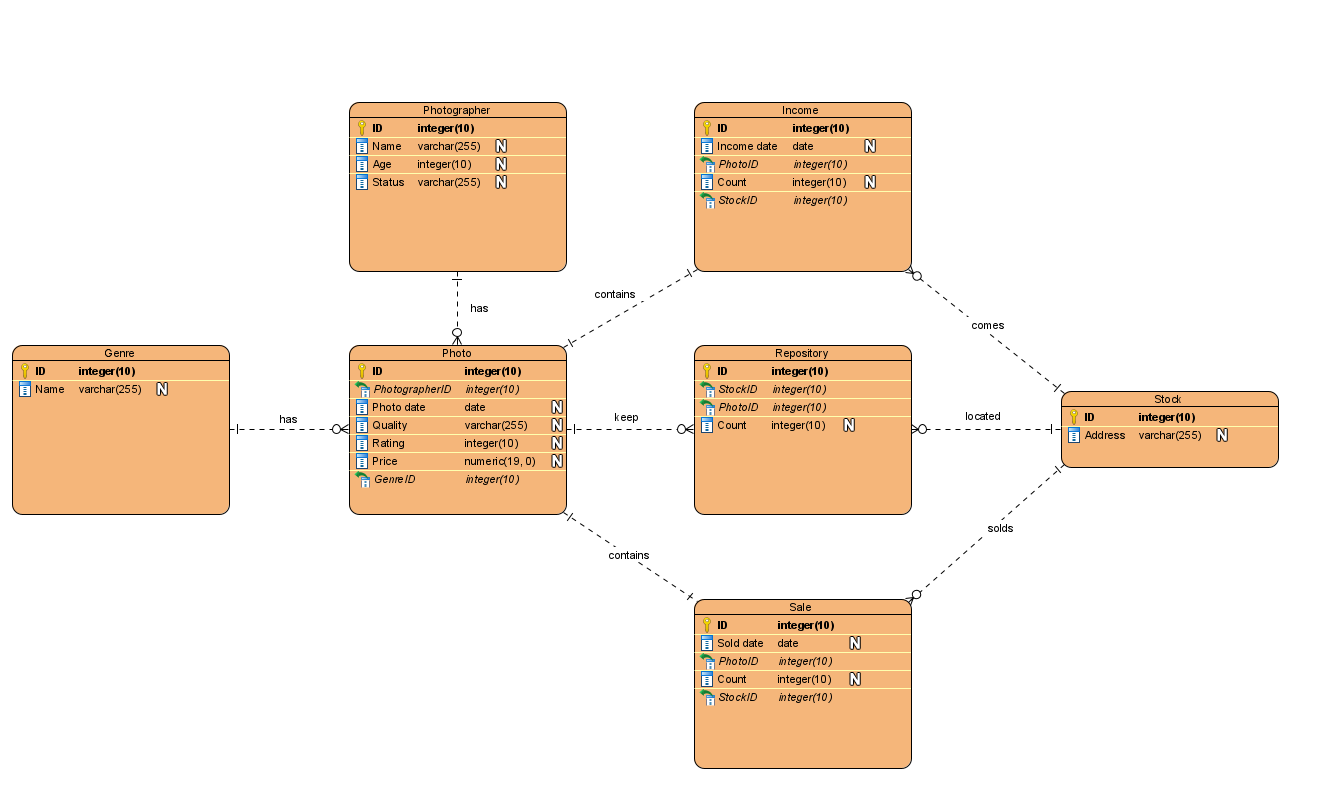 Photographer
ID integer(10)
Name varchar(255) N
Age integer(10) N
Status varchar(255) N
Income
ID integer(10)
Income date date N
PhotoID integer(10)
Count integer(10) N
StockID integer(10)
has
contains
comes
Genre
ID integer(10)
Name varchar(255) N
has
Photo
ID integer(10)
PhotographerID integer(10)
Photo date date N
Quality varchar(255) N
Rating integer(10) N
Price numeric(19, 0) N
GenreID integer(10)
keep
Repository
ID integer(10)
StockID integer(10)
PhotoID integer(10)
Count integer(10) N
located
Stock
ID integer(10)
Address varchar(255) N
contains
solds
Sale
ID integer(10)
Sold date date N
PhotoID integer(10)
Count integer(10) N
StockID integer(10)